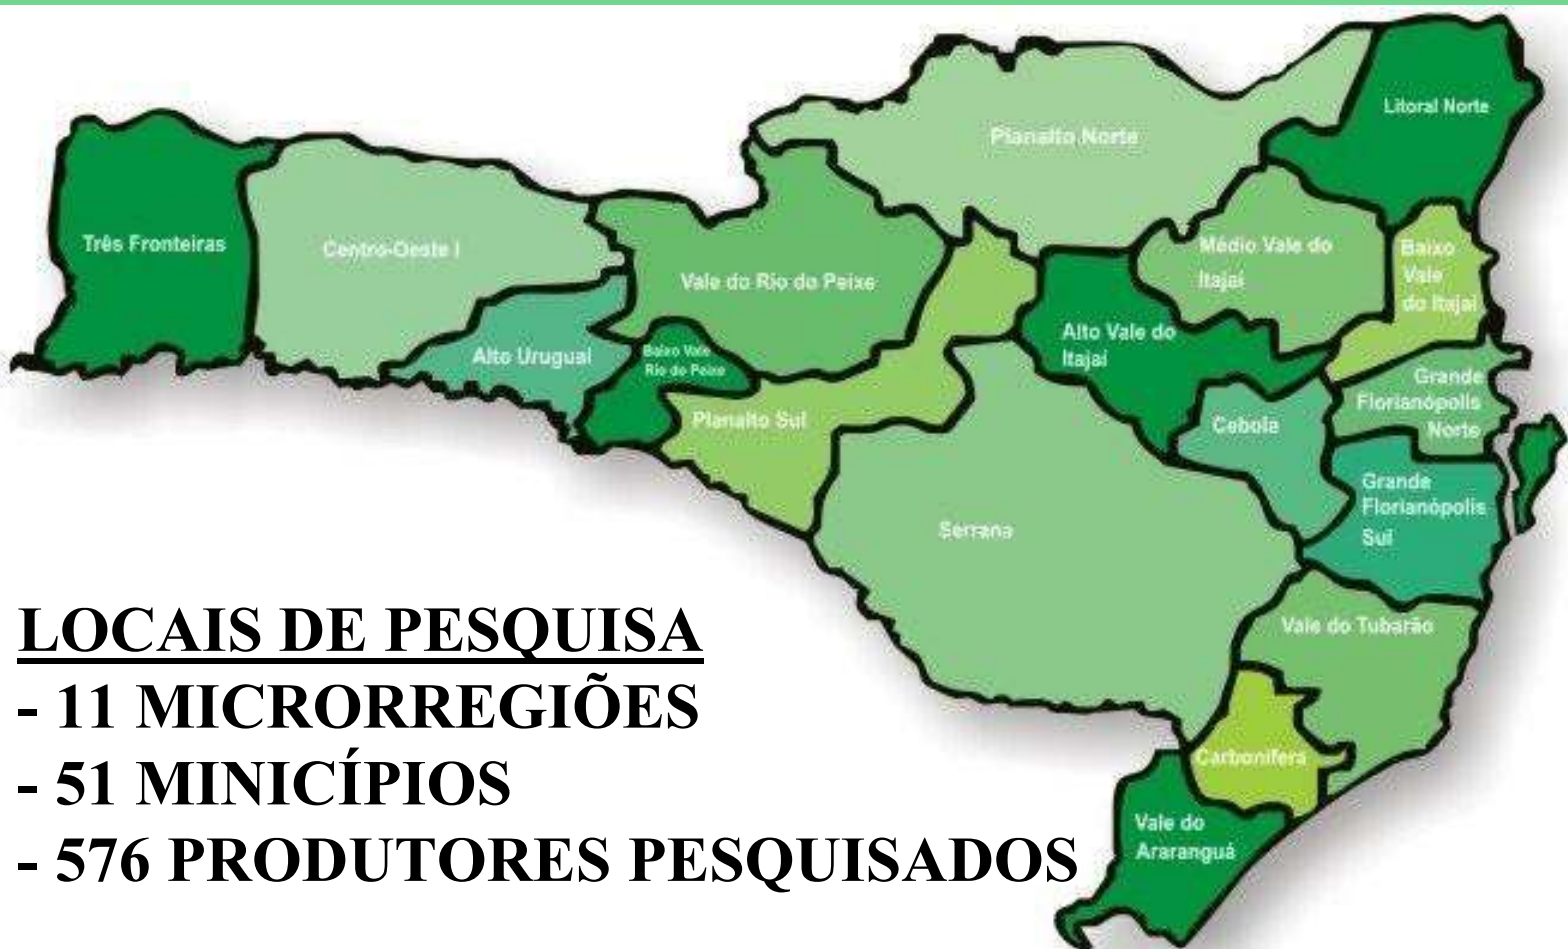 Litoral Norte
Planalto Norte
Três Fronteiras
Centro-Oeste I
Médio Vale do
Itajaí
Baixo
Vale
do Itajaí
Vale do Rio do Peixe
Alto Vale do
Itajaí
Alto Uruguai
Baixo Vale
Rio do Peixe
Grande
Florianópolis
Norte
Planalto Sul
Cebola
Grande
Florianópolis
Sul
Serrana
Vale do Tubarão
Carbonífera
Vale do
Araranguá
LOCAIS DE PESQUISA
- 11 MICRORREGIÕES
- 51 MINICÍPIOS
- 576 PRODUTORES PESQUISADOS